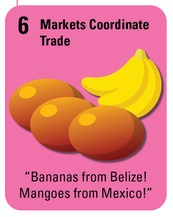 6 Markets Coordinate
Trade
“Bananas from Belize!
Mangoes from Mexico!”